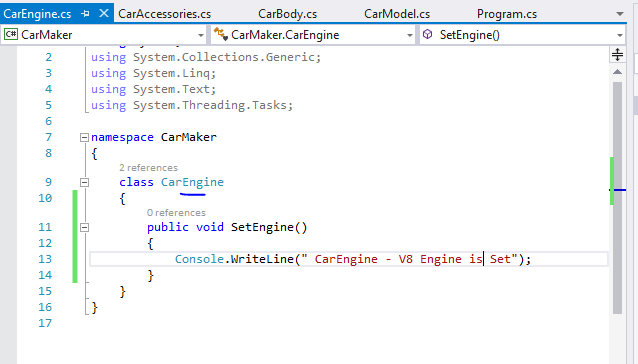 CarEngine.cs CarAccessories.cs CarBody.cs CarModel.cs Program.cs
C# CarMaker CarMaker.CarEngine SetEngine()
2 using System.Collections.Generic;
3 using System.Linq;
4 using System.Text;
5 using System.Threading.Tasks;
6
7 namespace CarMaker
8 {
2 references
9 class CarEngine
10 {
0 references
11 public void SetEngine()
12 {
13 Console.WriteLine(" CarEngine - V8 Engine is Set");
14 }
15 }
16 }
17